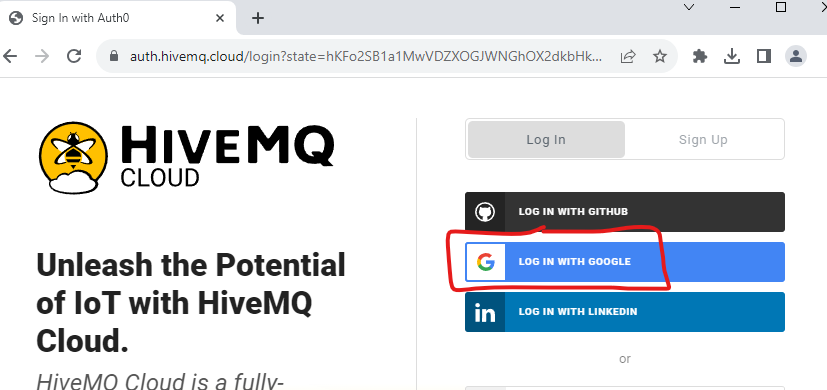 Sign In with Auth0
auth.hivemq.cloud/login?state=hKFo2SB1a1MwVDZXOGJWNGhOX2dkbHk...
HIVEMQ
CLOUD
Unleash the Potential
of IoT with HiveMQ
Cloud.
HiveMQ Cloud is a fully-
Log In
Sign Up
LOG IN WITH GITHUB
G
LOG IN WITH GOOGLE
in
LOG IN WITH LINKEDIN
or